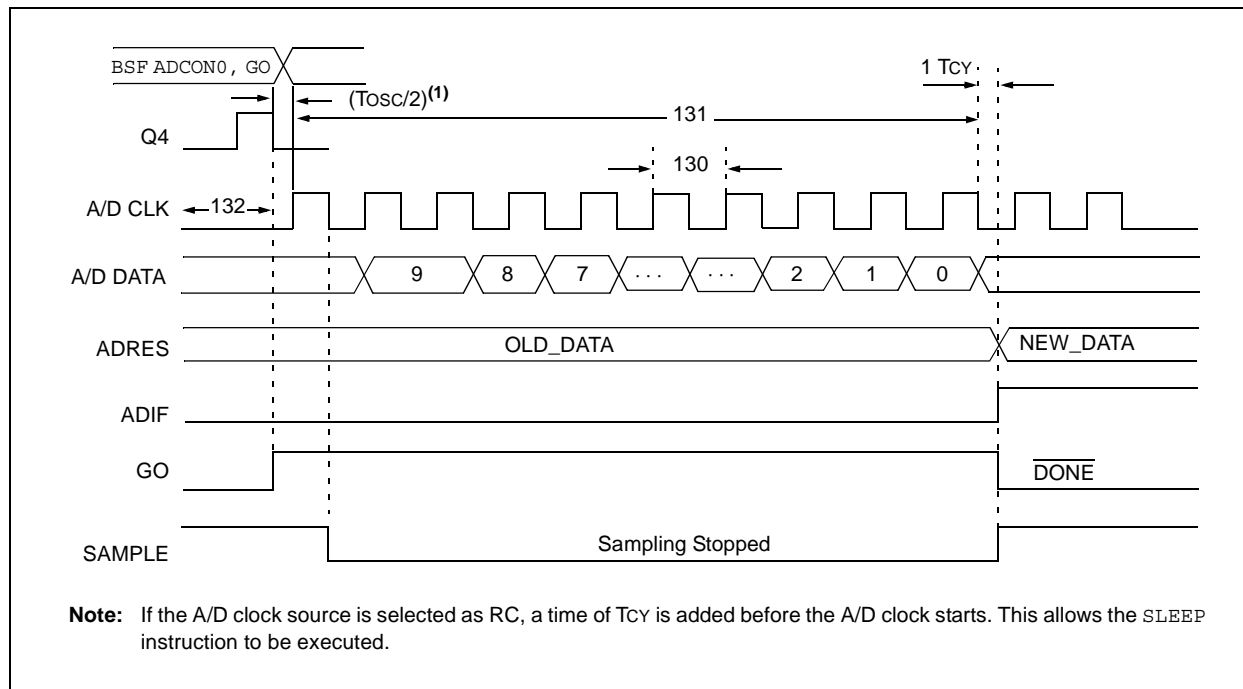 BSF ADCON0, GO
1 TCY
(TOSC/2)(1)
131
Q4
130
A/D CLK
132
A/D DATA
9 8 7 ... ... 2 1 0
ADRES
OLD_DATA
NEW_DATA
ADIF
GO
DONE
SAMPLE
Sampling Stopped
Note: If the A/D clock source is selected as RC, a time of TCY is added before the A/D clock starts. This allows the SLEEP
instruction to be executed.